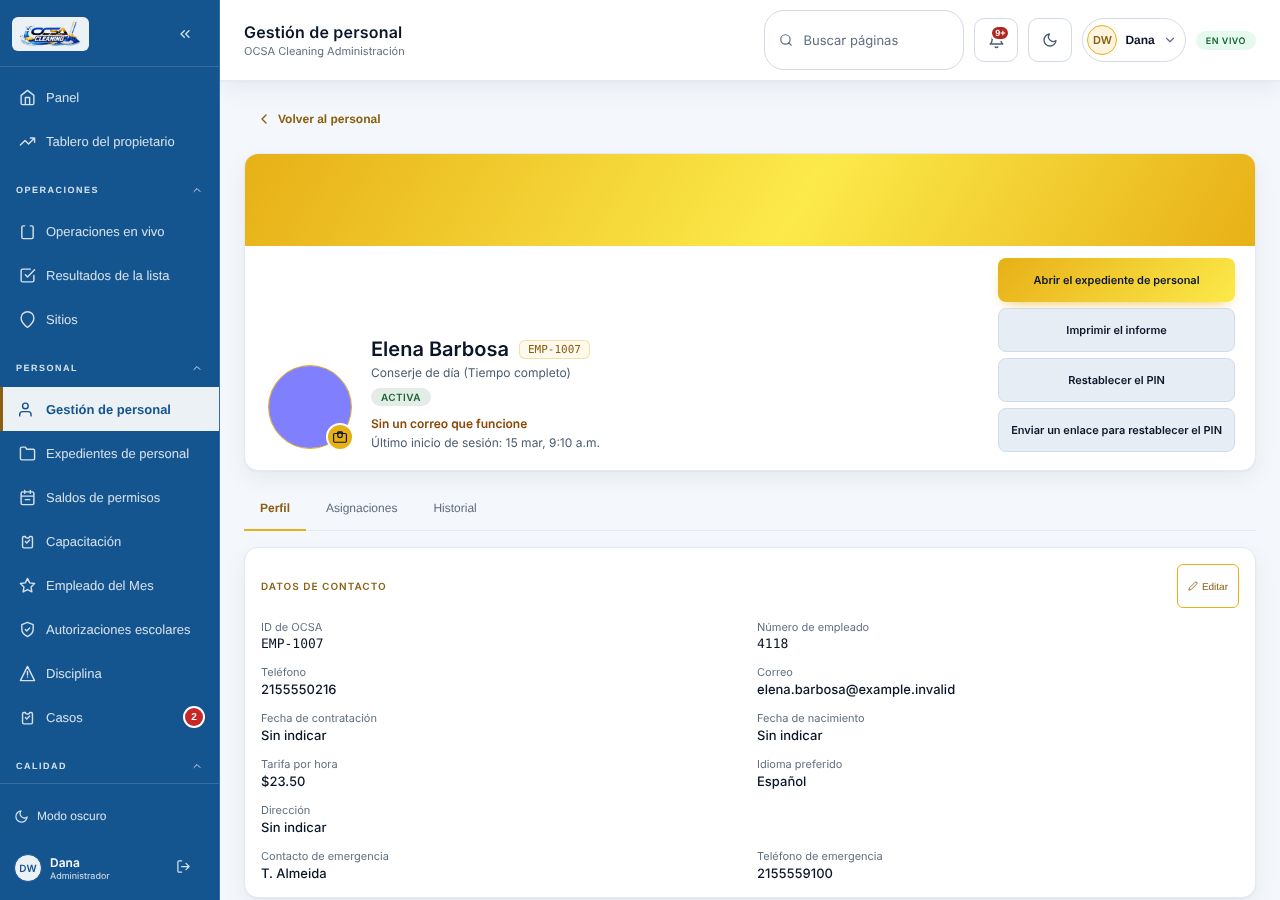 OCSA
CLEANING
Panel
Tablero del propietario
OPERACIONES
Operaciones en vivo
Resultados de la lista
Sitios
PERSONAL
Gestión de personal
Expedientes de personal
Saldos de permisos
Capacitación
Empleado del Mes
Autorizaciones escolares
Disciplina
Casos
2
CALIDAD
Modo oscuro
DW
Dana
Administrador
Gestión de personal
OCSA Cleaning Administración
Buscar páginas
9+
DW
Dana
EN VIVO
Volver al personal
Elena Barbosa
EMP-1007
Conserje de día (Tiempo completo)
ACTIVA
Sin un correo que funcione
Último inicio de sesión: 15 mar, 9:10 a.m.
Abrir el expediente de personal
Imprimir el informe
Restablecer el PIN
Enviar un enlace para restablecer el PIN
Perfil
Asignaciones
Historial
DATOS DE CONTACTO
Editar
ID de OCSA
EMP-1007
Número de empleado
4118
Teléfono
2155550216
Correo
elena.barbosa@example.invalid
Fecha de contratación
Sin indicar
Fecha de nacimiento
Sin indicar
Tarifa por hora
$23.50
Idioma preferido
Español
Dirección
Sin indicar
Contacto de emergencia
T. Almeida
Teléfono de emergencia
2155559100